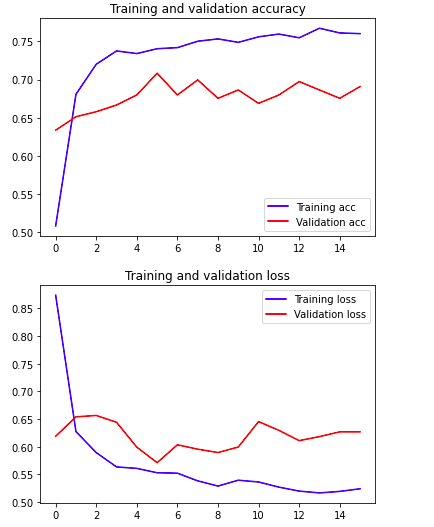 Training and validation accuracy
0.75
0.70
0.65
0.60
0.55
0.50
Training acc
Validation acc
0 2 4 6 8 10 12 14
Training and validation loss
0.85
0.80
0.75
0.70
0.65
0.60
0.55
0.50
Training loss
Validation loss
0 2 4 6 8 10 12 14